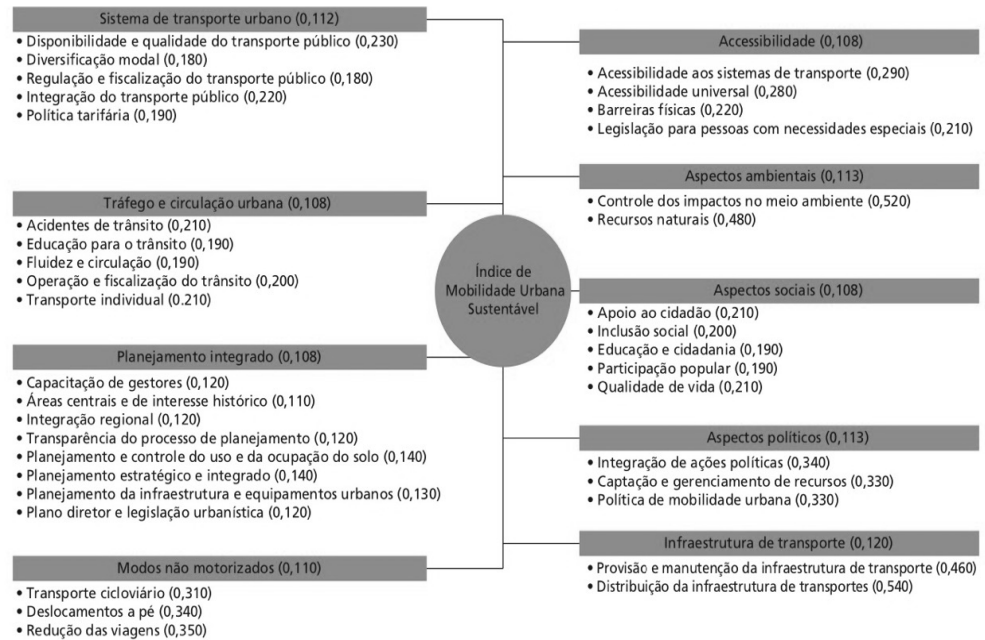 Sistema de transporte urbano (0,112)
• Disponibilidade e qualidade do transporte público (0,230)
• Diversificação modal (0,180)
• Regulação e fiscalização do transporte público (0,180)
• Integração do transporte público (0,220)
• Política tarifária (0,190)
Tráfego e circulação urbana (0,108)
• Acidentes de trânsito (0,210)
• Educação para o trânsito (0,190)
• Fluidez e circulação (0,190)
• Operação e fiscalização do trânsito (0,200)
• Transporte individual (0.210)
Planejamento integrado (0,108)
• Capacitação de gestores (0,120)
• Áreas centrais e de interesse histórico (0,110)
• Integração regional (0,120)
• Transparência do processo de planejamento (0,120)
• Planejamento e controle do uso e da ocupação do solo (0,140)
• Planejamento estratégico e integrado (0,140)
• Planejamento da infraestrutura e equipamentos urbanos (0,130)
• Plano diretor e legislação urbanística (0,120)
Modos não motorizados (0,110)
• Transporte cicloviário (0,310)
• Deslocamentos a pé (0,340)
• Redução das viagens (0,350)
Índice de
Mobilidade Urbana
Sustentável
Accessibilidade (0,108)
• Acessibilidade aos sistemas de transporte (0,290)
• Acessibilidade universal (0,280)
• Barreiras físicas (0,220)
• Legislação para pessoas com necessidades especiais (0,210)
Aspectos ambientais (0,113)
• Controle dos impactos no meio ambiente (0,520)
• Recursos naturais (0,480)
Aspectos sociais (0,108)
• Apoio ao cidadão (0,210)
• Inclusão social (0,200)
• Educação e cidadania (0,190)
• Participação popular (0,190)
• Qualidade de vida (0,210)
Aspectos políticos (0,113)
• Integração de ações políticas (0,340)
• Captação e gerenciamento de recursos (0,330)
• Política de mobilidade urbana (0,330)
Infraestrutura de transporte (0,120)
• Provisão e manutenção da infraestrutura de transporte (0,460)
• Distribuição da infraestrutura de transportes (0,540)